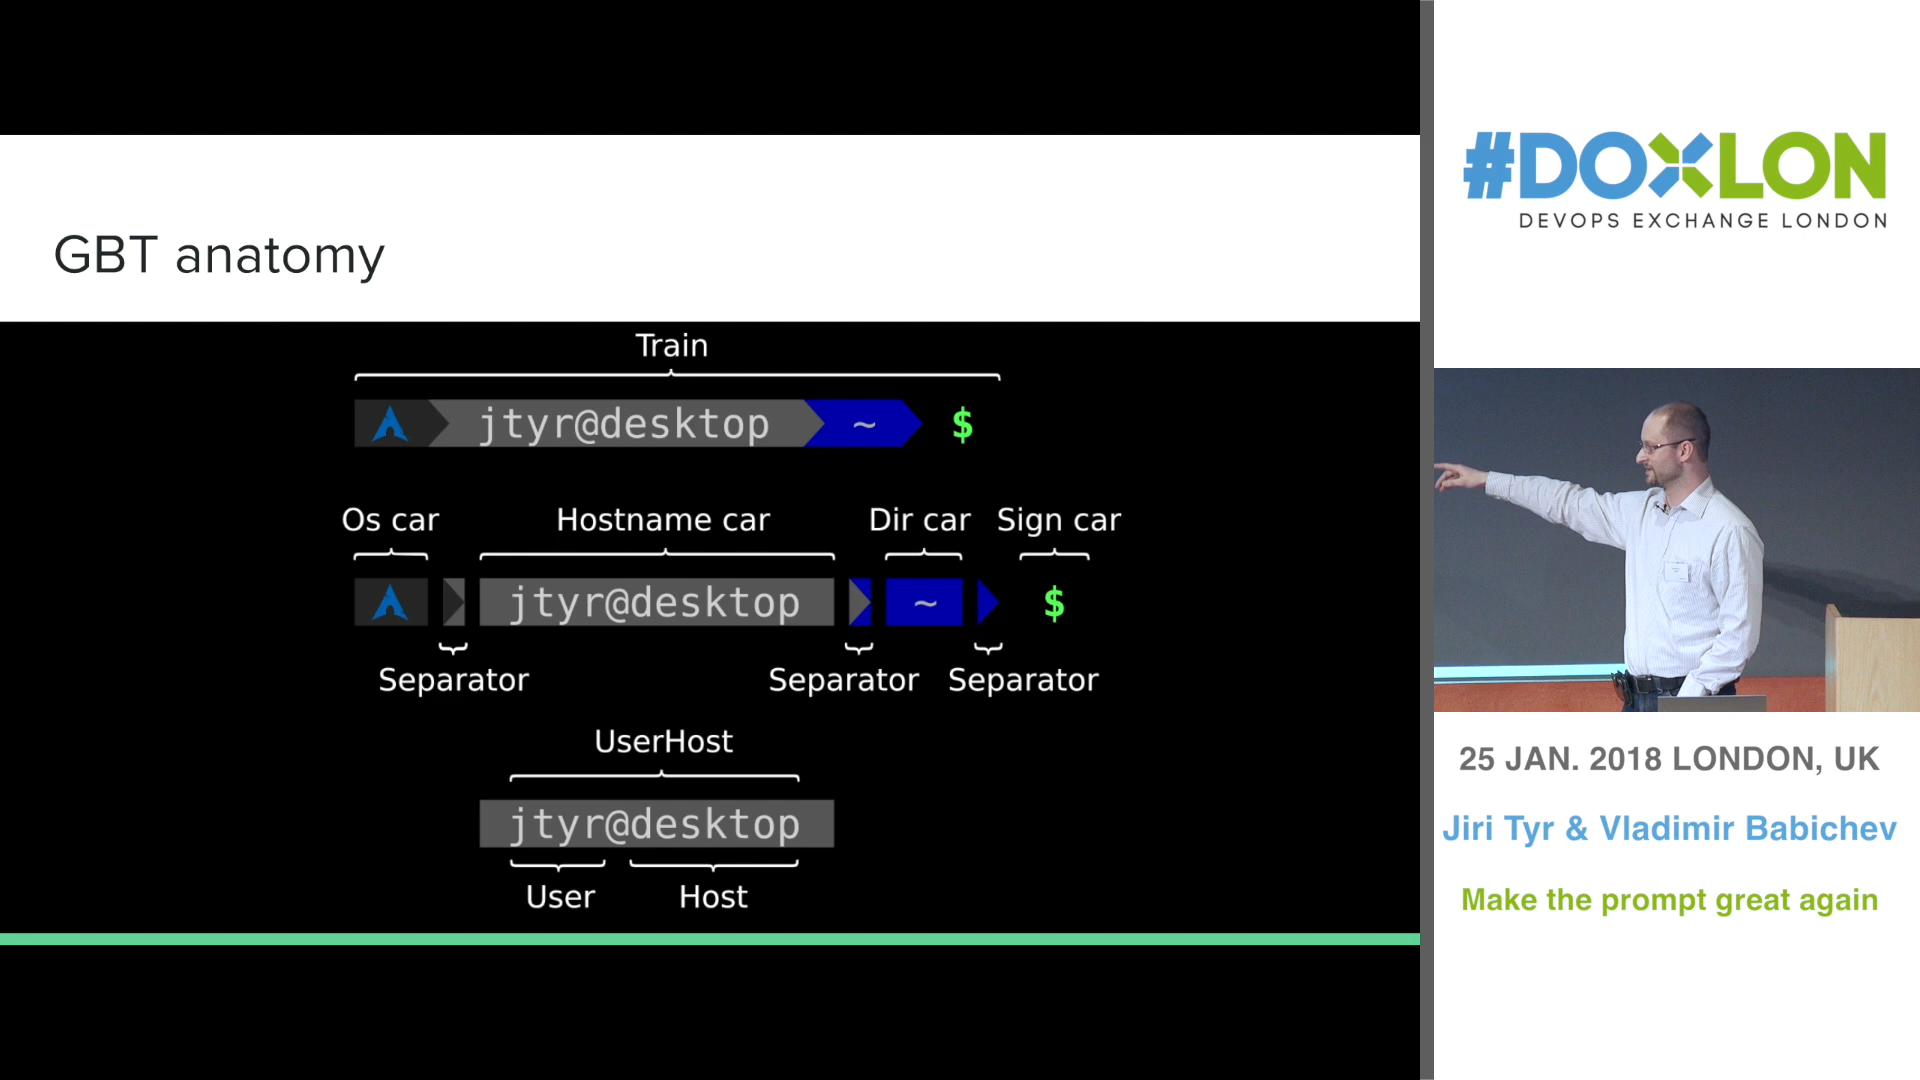 GBT anatomy
Train
jtyr@desktop ~ $
Os car Hostname car Dir car Sign car
jtyr@desktop ~ $
Separator Separator Separator
UserHost
jtyr@desktop
User Host
#DOXLON
DEVOPS EXCHANGE LONDON
25 JAN. 2018 LONDON, UK
Jiri Tyr & Vladimir Babichev
Make the prompt great again